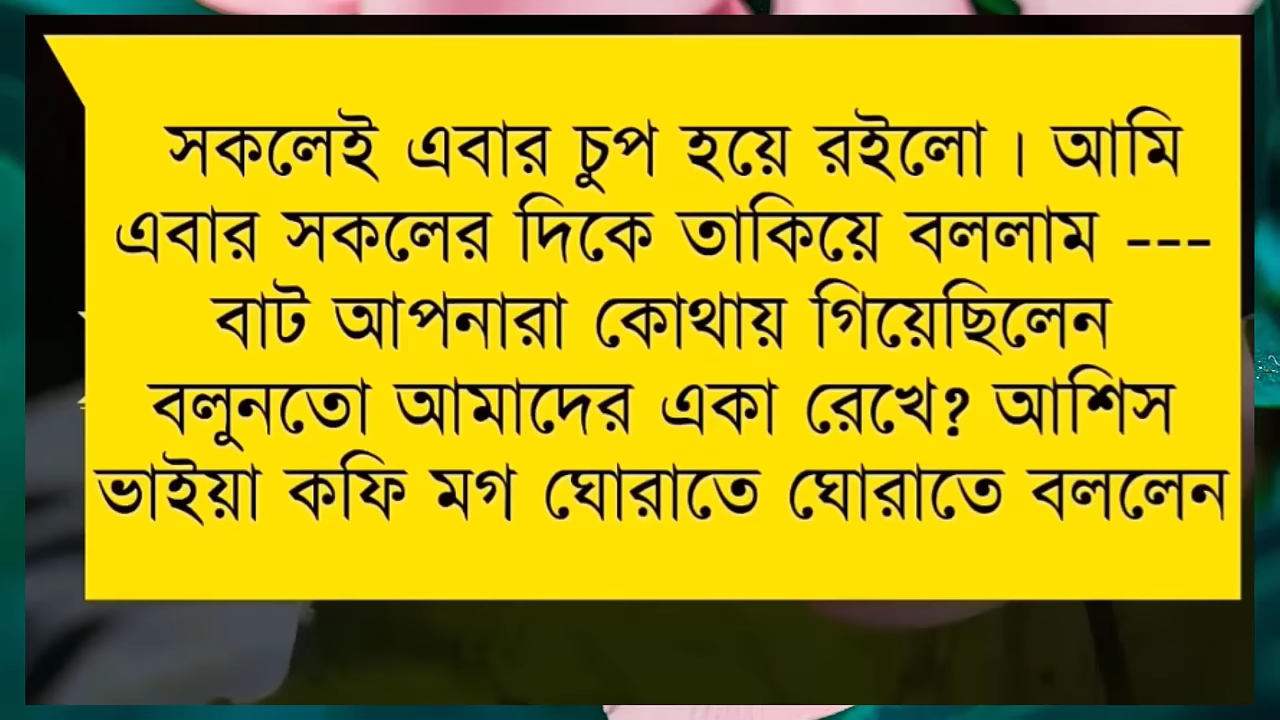 সকলেই এবার চুপ হয়ে রইলো । আমি
এবার সকলের দিকে তাকিয়ে বললাম ---
বাট আপনারা কোথায় গিয়েছিলেন
বলুনতো আমাদের একা রেখে? আশিস
ভাইয়া কফি মগ ঘোরাতে ঘোরাতে বললেন